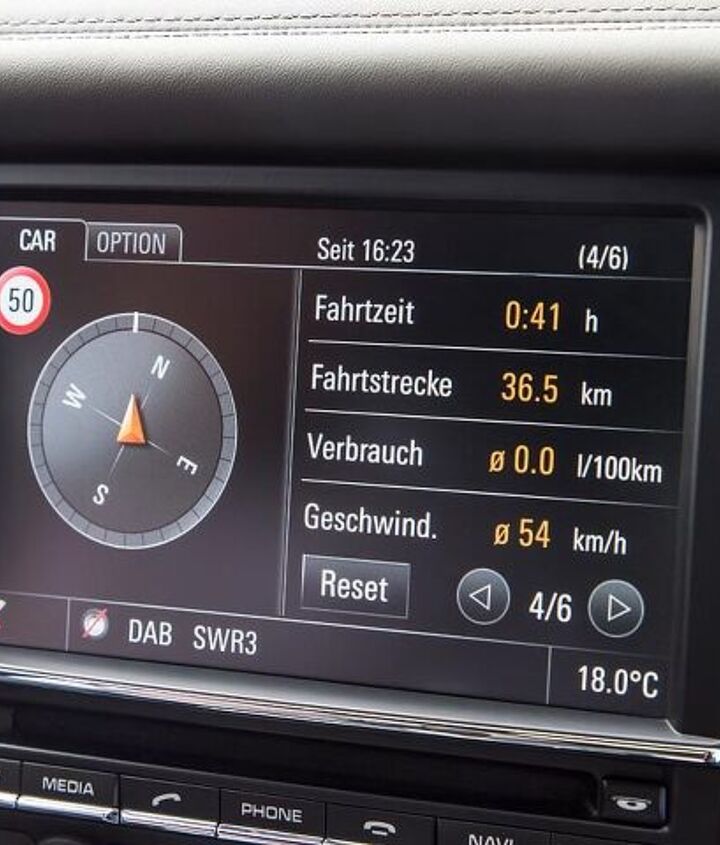 CAR OPTION Seit 16:23 (4/6)
50
Fahrtzeit 0:41 h
N
W
E
S
Fahrtstrecke 36.5 km
Verbrauch ø 0.0 l/100km
Geschwind. ø 54 km/h
Reset 4/6
DAB SWR3
18.0°C
MEDIA PHONE